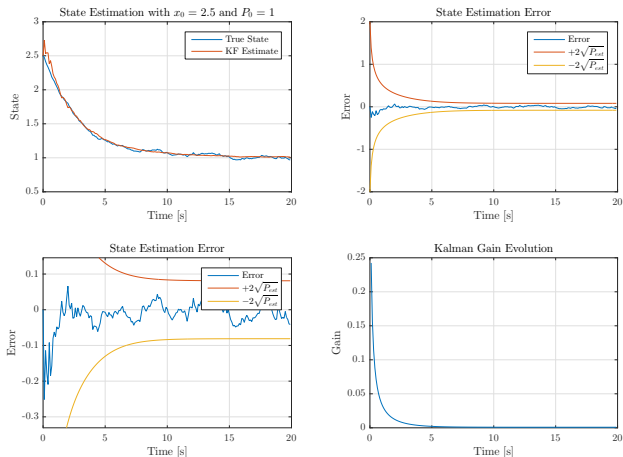 State Estimation with x₀ = 2.5 and P₀ = 1
True State
KF Estimate
State
3
2.5
2
1.5
1
0.5
0
5
10
15
20
Time [s]
State Estimation Error
Error
+2√P_est
−2√P_est
Error
2
1
0
-1
-2
0
5
10
15
20
Time [s]
State Estimation Error
Error
+2√P_est
−2√P_est
Error
0.1
0
-0.1
-0.2
-0.3
0
5
10
15
20
Time [s]
Kalman Gain Evolution
Gain
0.25
0.2
0.15
0.1
0.05
0
0
5
10
15
20
Time [s]